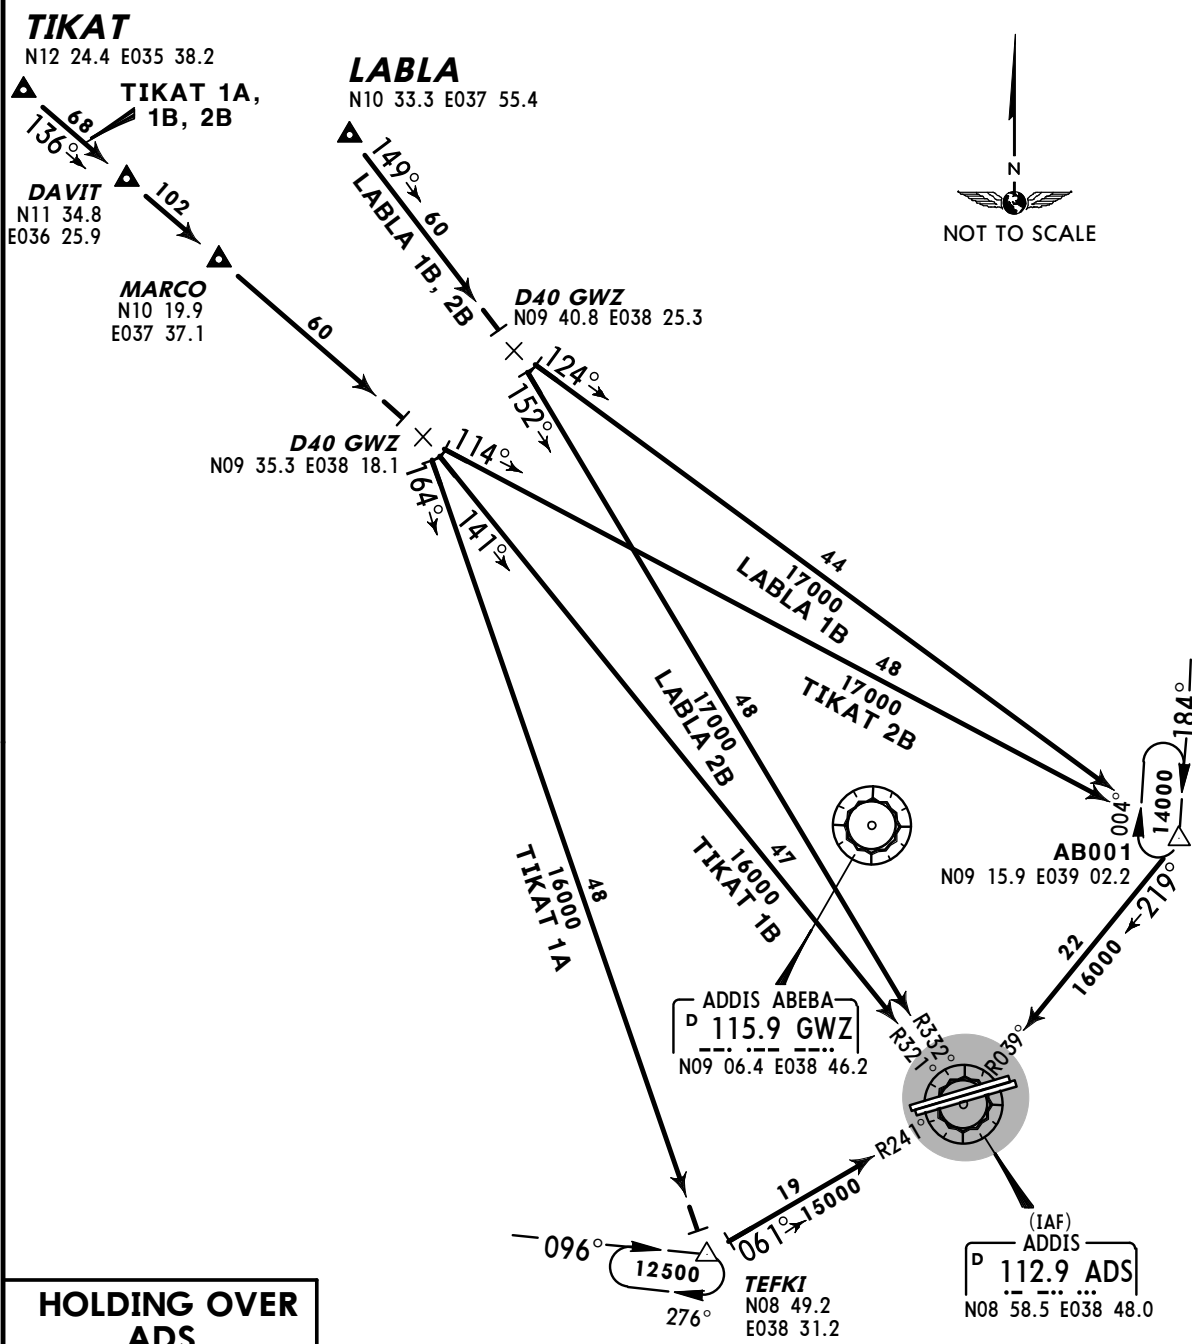 TIKAT
N12 24.4 E035 38.2
TIKAT 1A,
1B, 2B
68
136°
DAVIT
N11 34.8
E036 25.9
102
MARCO
N10 19.9
E037 37.1
60
LABLA
N10 33.3 E037 55.4
149°
60
LABLA 1B, 2B
N
NOT TO SCALE
D40 GWZ
N09 40.8 E038 25.3
124°
152°
D40 GWZ
N09 35.3 E038 18.1
114°
164°
141°
44
17000
LABLA 1B
48
17000
TIKAT 2B
48
17000
LABLA 2B
47
16000
TIKAT 1B
48
16000
TIKAT 1A
184°
14000
004°
AB001
N09 15.9 E039 02.2
219°
22
16000
ADDIS ABEBA
D 115.9 GWZ
N09 06.4 E038 46.2
R332°
R321°
R039°
R241°
19
061° 15000
096°
12500
276°
TEFKI
N08 49.2
E038 31.2
(IAF)
ADDIS
D 112.9 ADS
N08 58.5 E038 48.0
HOLDING OVER
ADS